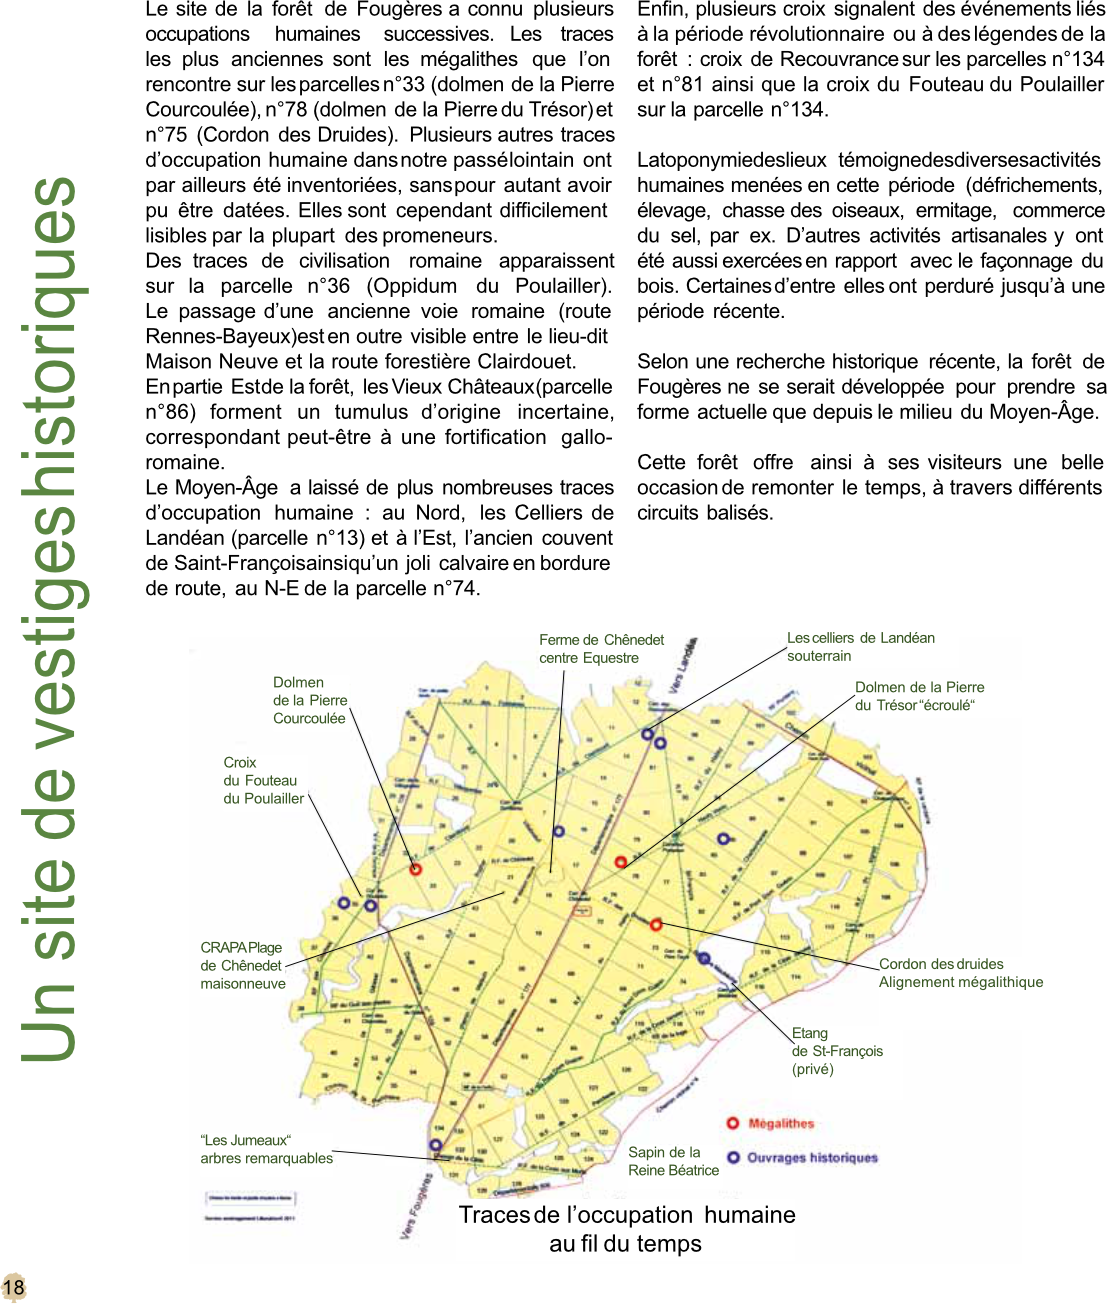 Un site de vestiges historiques
Le site de la forêt de Fougères a connu plusieurs
occupations humaines successives. Les traces
les plus anciennes sont les mégalithes que l’on
rencontre sur les parcelles n°33 (dolmen de la Pierre
Courcoulée), n°78 (dolmen de la Pierre du Trésor) et
n°75 (Cordon des Druides). Plusieurs autres traces
d’occupation humaine dans notre passé lointain ont
par ailleurs été inventoriées, sans pour autant avoir
pu être datées. Elles sont cependant difficilement
lisibles par la plupart des promeneurs.
Des traces de civilisation romaine apparaissent
sur la parcelle n°36 (Oppidum du Poulailler).
Le passage d’une ancienne voie romaine (route
Rennes-Bayeux)est en outre visible entre le lieu-dit
Maison Neuve et la route forestière Clairdouet.
En partie Est de la forêt, les Vieux Châteaux (parcelle
n°86) forment un tumulus d’origine incertaine,
correspondant peut-être à une fortification gallo-
romaine.
Le Moyen-Âge a laissé de plus nombreuses traces
d’occupation humaine : au Nord, les Celliers de
Landéan (parcelle n°13) et à l’Est, l’ancien couvent
de Saint-François ainsi qu’un joli calvaire en bordure
de route, au N-E de la parcelle n°74.
Enfin, plusieurs croix signalent des événements liés
à la période révolutionnaire ou à des légendes de la
forêt : croix de Recouvrance sur les parcelles n°134
et n°81 ainsi que la croix du Fouteau du Poulailler
sur la parcelle n°134.
La toponymie des lieux témoigne des diverses activités
humaines menées en cette période (défrichements,
élevage, chasse des oiseaux, ermitage, commerce
du sel, par ex. D’autres activités artisanales y ont
été aussi exercées en rapport avec le façonnage du
bois. Certaines d’entre elles ont perduré jusqu’à une
période récente.
Selon une recherche historique récente, la forêt de
Fougères ne se serait développée pour prendre sa
forme actuelle que depuis le milieu du Moyen-Âge.
Cette forêt offre ainsi à ses visiteurs une belle
occasion de remonter le temps, à travers différents
circuits balisés.
Ferme de Chênedet
centre Equestre
Vers Landéan
Les celliers de Landéan
souterrain
Dolmen
de la Pierre
Courcoulée
Dolmen de la Pierre
du Trésor “écroulé“
Croix
du Fouteau
du Poulailler
CRAPA Plage
de Chênedet
maisonneuve
Cordon des druides
Alignement mégalithique
Etang
de St-François
(privé)
“Les Jumeaux“
arbres remarquables
Sapin de la
Reine Béatrice
Mégalithes
Ouvrages historiques
Vers Fougères
Traces de l’occupation humaine
au fil du temps
18